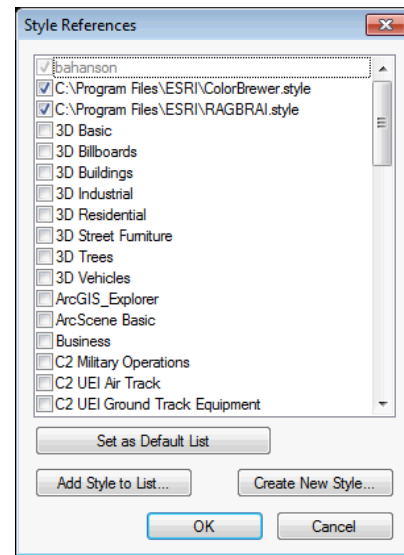 Style References
bahanson
C:\Program Files\ESRI\ColorBrewer.style
C:\Program Files\ESRI\RAGBRAI.style
3D Basic
3D Billboards
3D Buildings
3D Industrial
3D Residential
3D Street Furniture
3D Trees
3D Vehicles
ArcGIS_Explorer
ArcScene Basic
Business
C2 Military Operations
C2 UEI Air Track
C2 UEI Ground Track Equipment
Set as Default List
Add Style to List... Create New Style...
OK Cancel